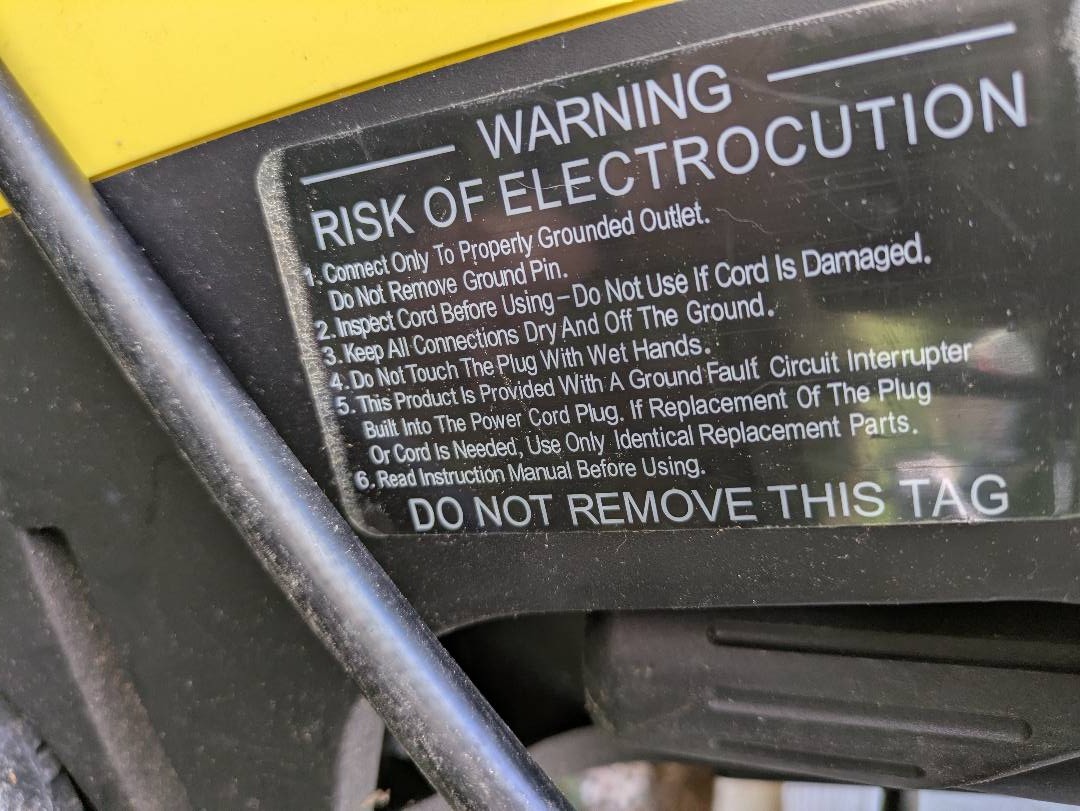 WARNING
RISK OF ELECTROCUTION
1. Connect Only To Properly Grounded Outlet.
Do Not Remove Ground Pin.
2. Inspect Cord Before Using – Do Not Use If Cord Is Damaged.
3. Keep All Connections Dry And Off The Ground.
4. Do Not Touch The Plug With Wet Hands.
5. This Product Is Provided With A Ground Fault Circuit Interrupter
Built Into The Power Cord Plug. If Replacement Of The Plug
Or Cord Is Needed, Use Only Identical Replacement Parts.
6. Read Instruction Manual Before Using.
DO NOT REMOVE THIS TAG